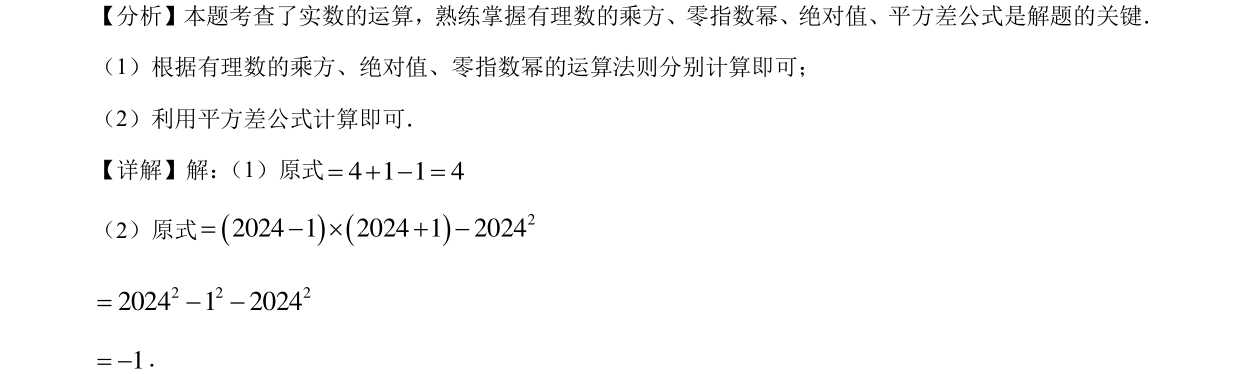 【分析】本题考查了实数的运算，熟练掌握有理数的乘方、零指数幂、绝对值、平方差公式是解题的关键．
（1）根据有理数的乘方、绝对值、零指数幂的运算法则分别计算即可；
（2）利用平方差公式计算即可．
【详解】解：（1）原式=4+1−1=4
（2）原式=(2024−1)×(2024+1)−2024²
=2024²−1²−2024²
=−1．